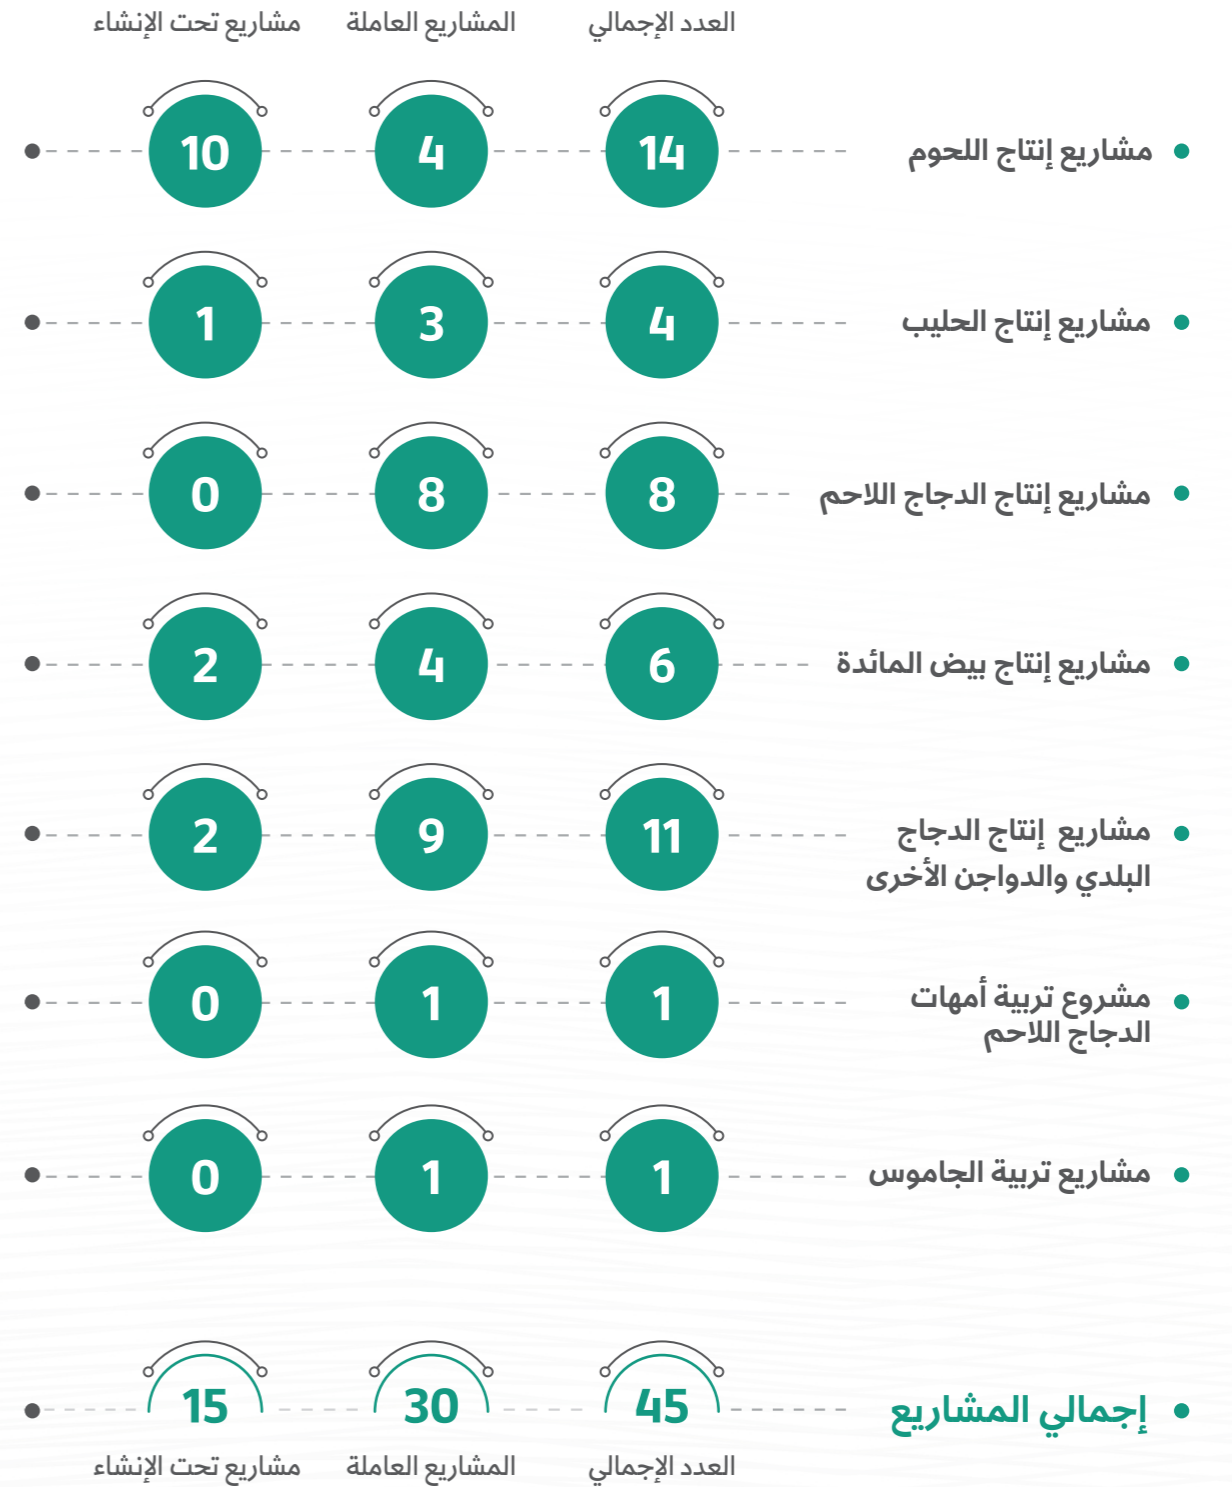 العدد الإجمالي المشاريع العاملة مشاريع تحت الإنشاء
مشاريع إنتاج اللحوم 14 4 10
مشاريع إنتاج الحليب 4 3 1
مشاريع إنتاج الدجاج اللاحم 8 8 0
مشاريع إنتاج بيض المائدة 6 4 2
مشاريع إنتاج الدجاج 11 9 2
البلدي والدواجن الأخرى
مشروع تربية أمهات 1 1 0
الدجاج اللاحم
مشاريع تربية الجاموس 1 1 0
إجمالي المشاريع 45 30 15
العدد الإجمالي المشاريع العاملة مشاريع تحت الإنشاء